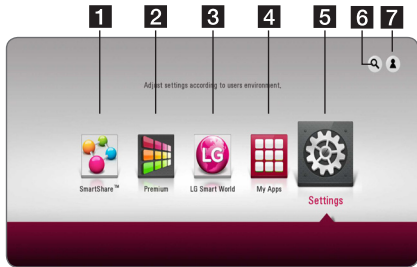 1 2 3 4 5 6 7
Adjust settings according to users environment.
LG
SmartShare™ Premium LG Smart World My Apps Settings